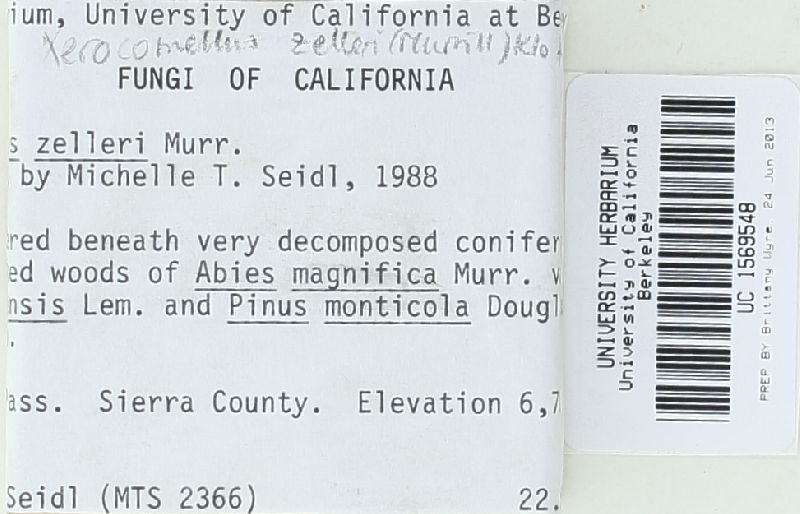 ium, University of California at Be
Xerocomellus zelleri (Murrill) Klo
FUNGI OF CALIFORNIA
s zelleri Murr.
by Michelle T. Seidl, 1988
red beneath very decomposed conifer
ed woods of Abies magnifica Murr. v
nsis Lem. and Pinus monticola Dougl
.
ass. Sierra County. Elevation 6,7
Seidl (MTS 2366) 22.
UNIVERSITY HERBARIUM
University of California
Berkeley
UC 1569548
PREP BY Brittany Wyre. 24 Jun 2013